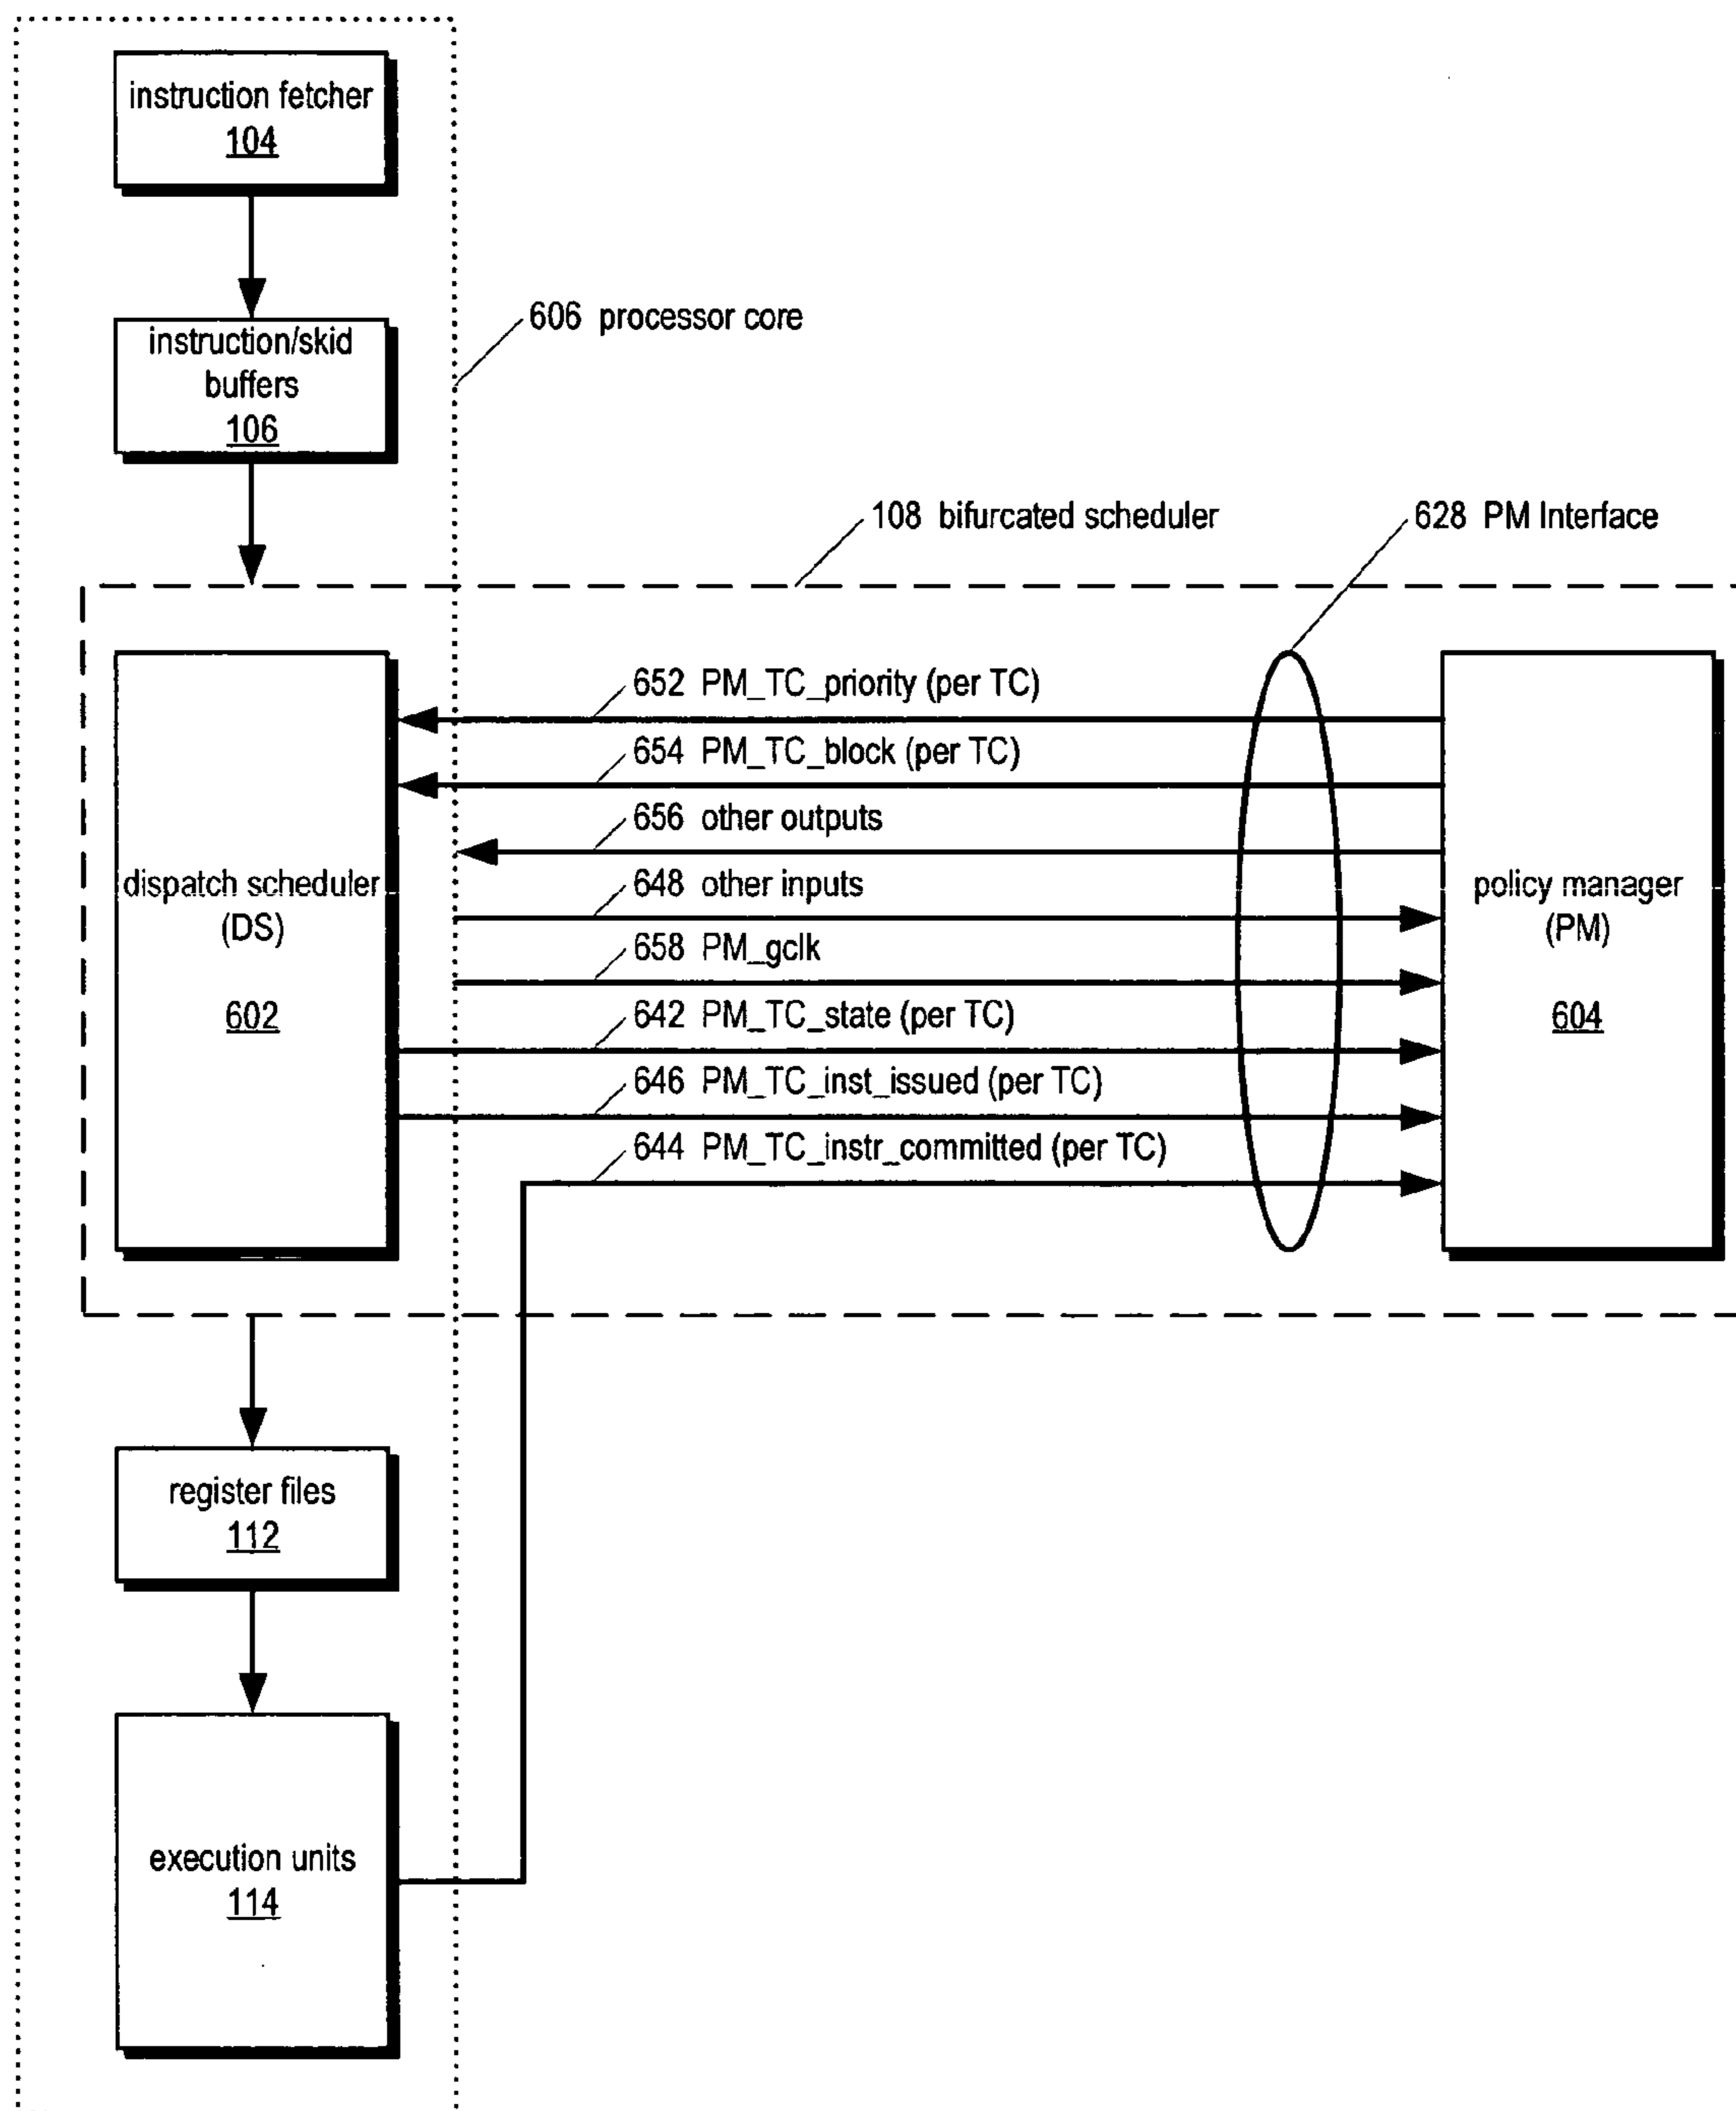 instruction fetcher
104
instruction/skid
buffers
106
606 processor core
108 bifurcated scheduler
628 PM Interface
652 PM_TC_priority (per TC)
654 PM_TC_block (per TC)
656 other outputs
648 other inputs
658 PM_gclk
642 PM_TC_state (per TC)
646 PM_TC_inst_issued (per TC)
644 PM_TC_instr_committed (per TC)
dispatch scheduler
(DS)
602
policy manager
(PM)
604
register files
112
execution units
114